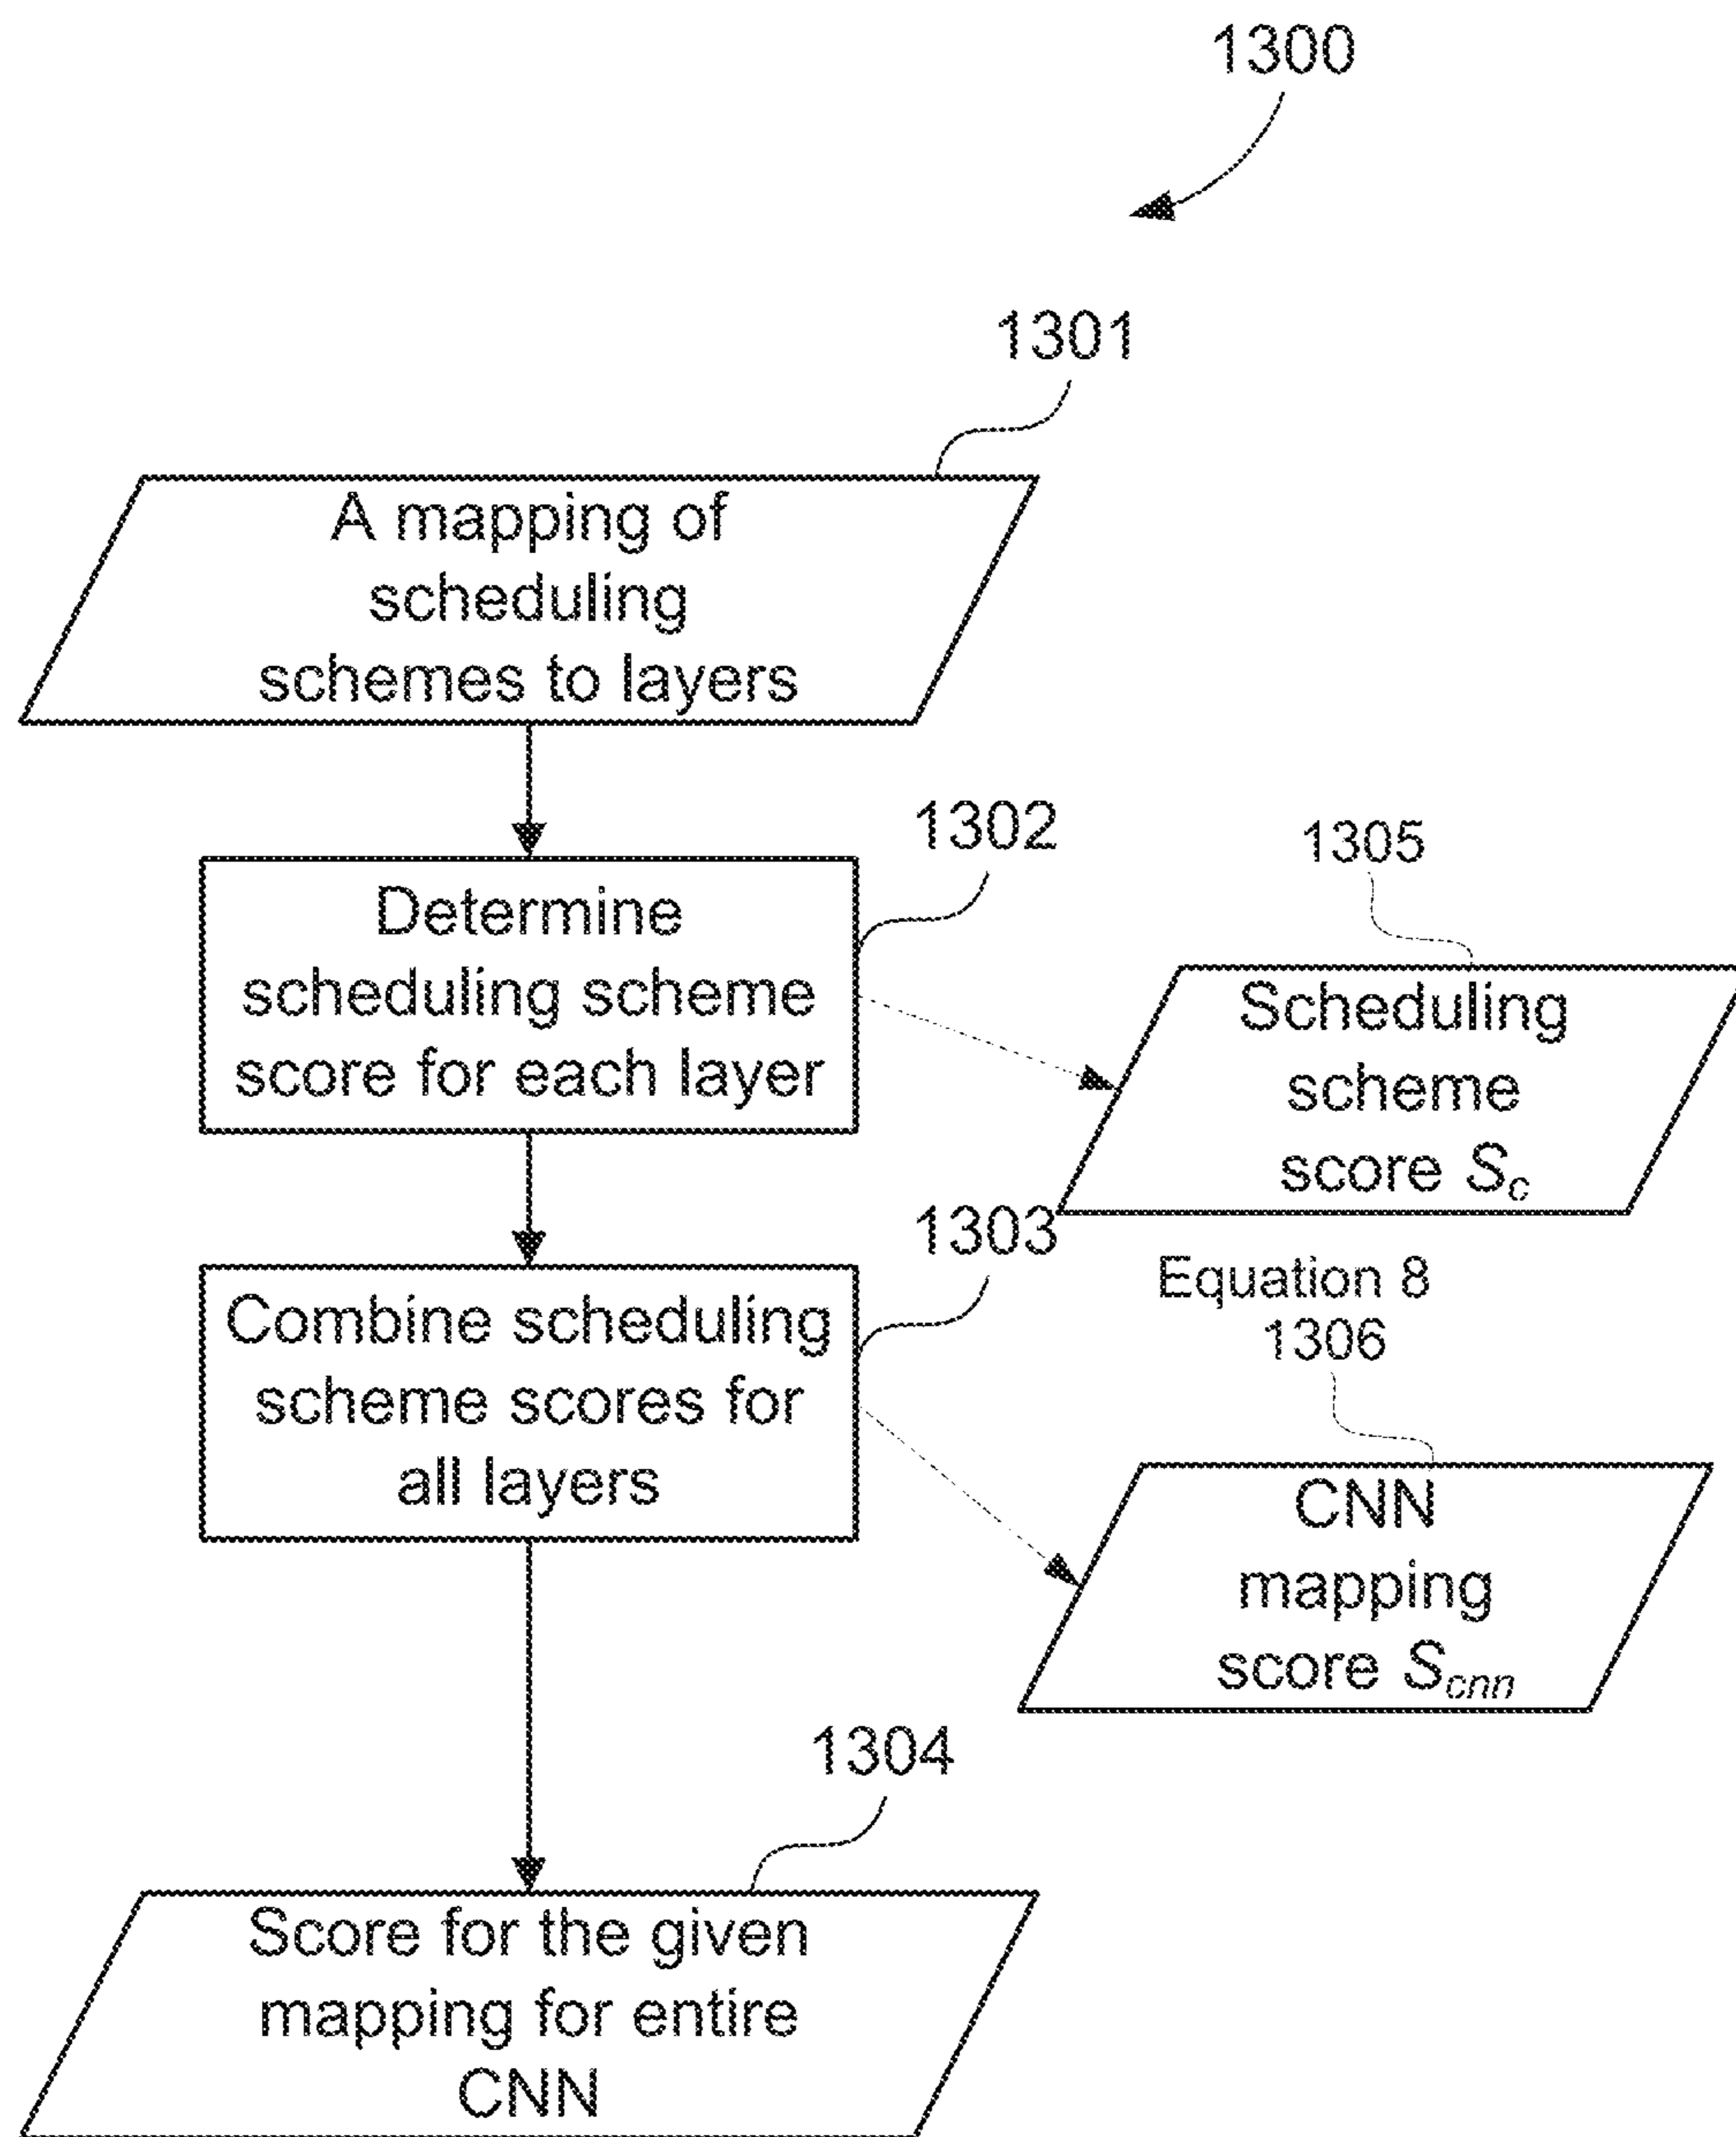 1300
1301
A mapping of
scheduling
schemes to layers
1302
Determine
scheduling scheme
score for each layer
1305
Scheduling
scheme
score Sc
1303
Combine scheduling
scheme scores for
all layers
Equation 8
1306
CNN
mapping
score Scnn
1304
Score for the given
mapping for entire
CNN